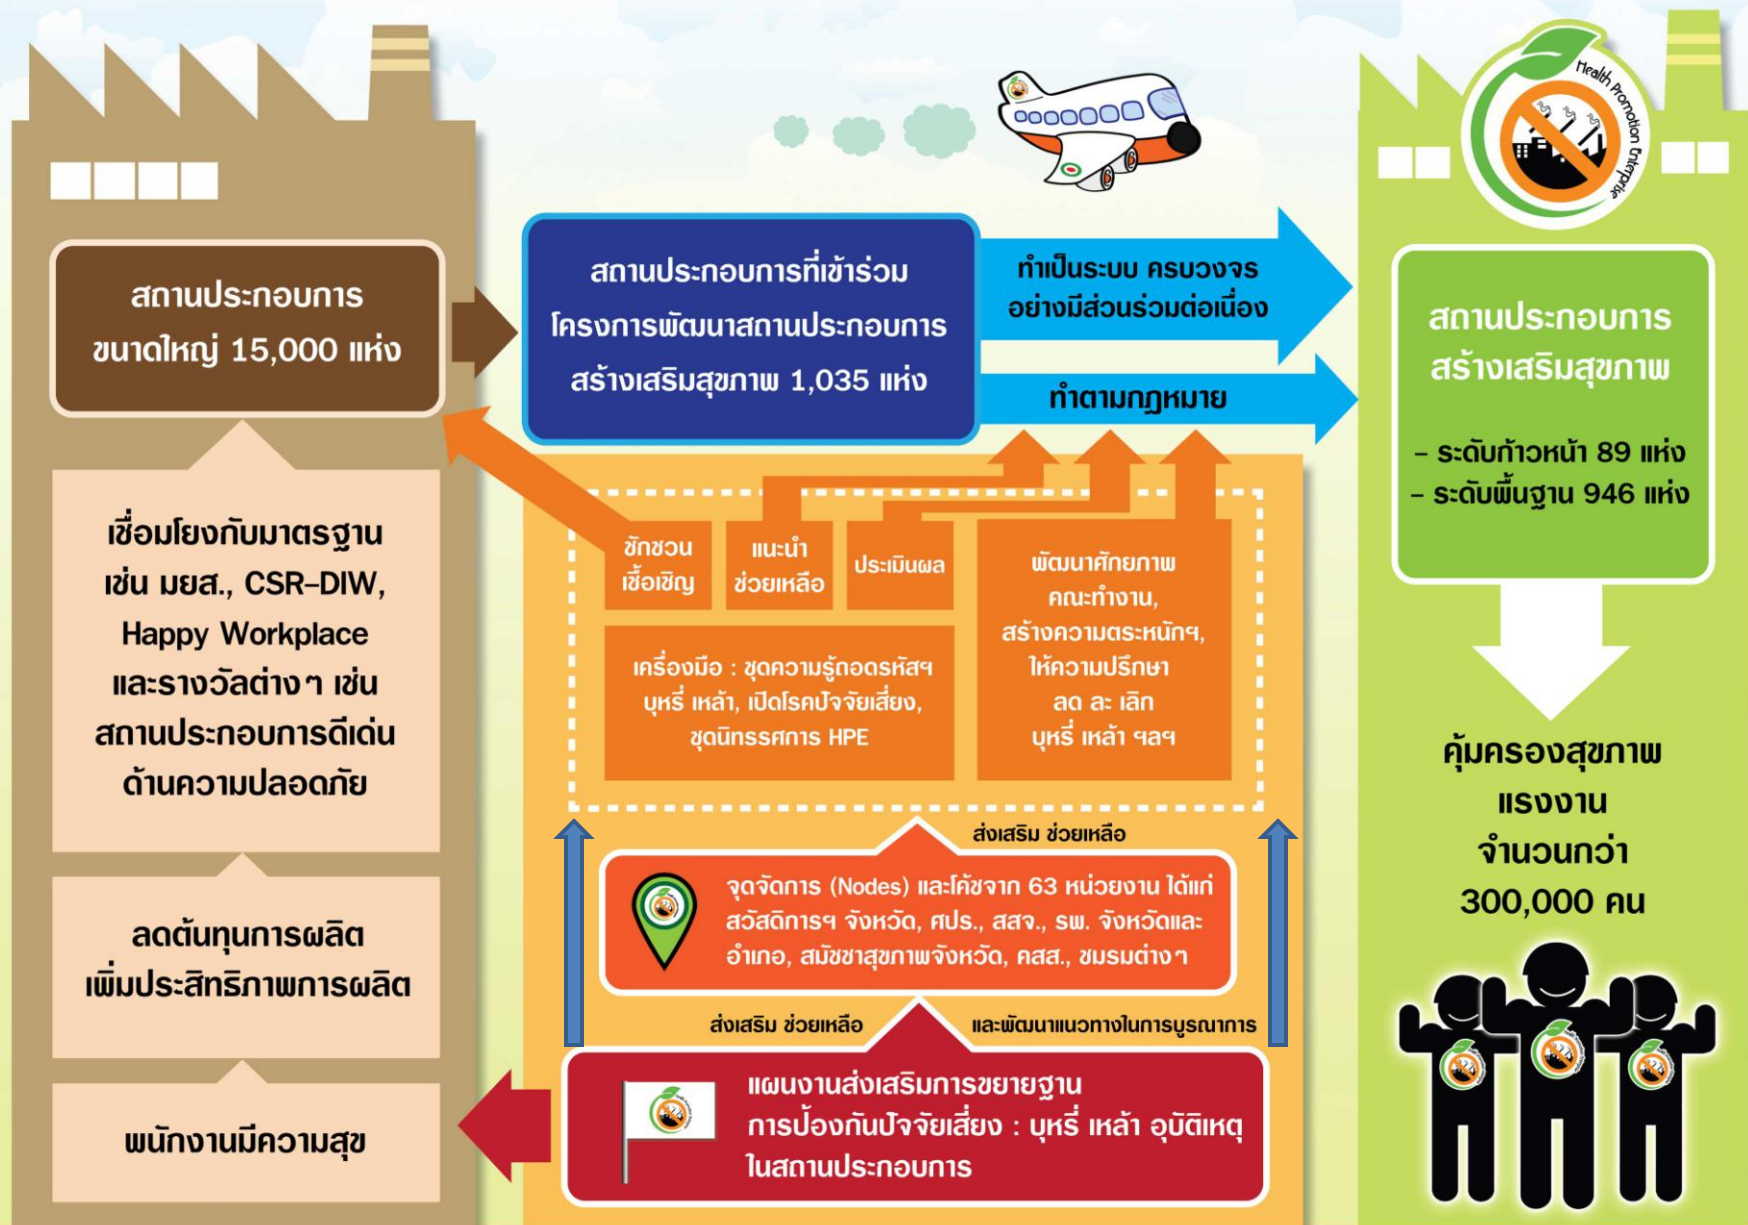 Health Promotion Enterprise
สถานประกอบการ
ขนาดใหญ่ 15,000 แห่ง
เชื่อมโยงกับมาตรฐาน
เช่น มยส., CSR-DIW,
Happy Workplace
และรางวัลต่างๆ เช่น
สถานประกอบการดีเด่น
ด้านความปลอดภัย
ลดต้นทุนการผลิต
เพิ่มประสิทธิภาพการผลิต
พนักงานมีความสุข
สถานประกอบการที่เข้าร่วม
โครงการพัฒนาสถานประกอบการ
สร้างเสริมสุขภาพ 1,035 แห่ง
ทำเป็นระบบ ครบวงจร
อย่างมีส่วนร่วมต่อเนื่อง
ทำตามกฎหมาย
ชักชวน
เชื้อเชิญ
แนะนำ
ช่วยเหลือ
ประเมินผล
พัฒนาศักยภาพ
คณะทำงาน,
สร้างความตระหนักฯ,
ให้ความปรึกษา
ลด ละ เลิก
บุหรี่ เหล้า ฯลฯ
เครื่องมือ : ชุดความรู้ถอดรหัสฯ
บุหรี่ เหล้า, เปิดโรคปัจจัยเสี่ยง,
ชุดนิทรรศการ HPE
ส่งเสริม ช่วยเหลือ
จุดจัดการ (Nodes) และโค้ชจาก 63 หน่วยงาน ได้แก่
สวัสดิการฯ จังหวัด, ศปร., สสจ., รพ. จังหวัดและ
อำเภอ, สมัชชาสุขภาพจังหวัด, คสส., ชมรมต่างๆ
ส่งเสริม ช่วยเหลือ และพัฒนาแนวทางในการบูรณาการ
แผนงานส่งเสริมการขยายฐาน
การป้องกันปัจจัยเสี่ยง : บุหรี่ เหล้า อุบัติเหตุ
ในสถานประกอบการ
สถานประกอบการ
สร้างเสริมสุขภาพ
- ระดับก้าวหน้า 89 แห่ง
- ระดับพื้นฐาน 946 แห่ง
คุ้มครองสุขภาพ
แรงงาน
จำนวนกว่า
300,000 คน